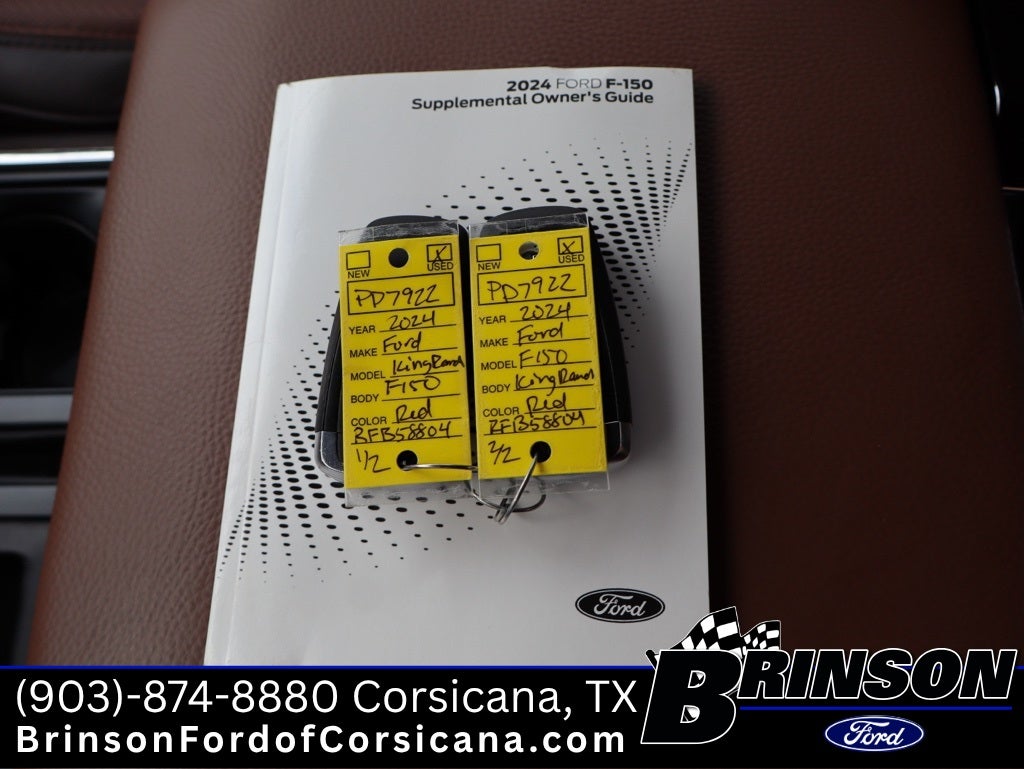 2024 FORD F-150
Supplemental Owner's Guide
NEW
X USED
PD7922
YEAR 2024
MAKE Ford
MODEL King Ranch
BODY F150
COLOR Red
RFB58804
1/2
NEW
X USED
PD7922
YEAR 2024
MAKE Ford
MODEL F150
BODY King Ranch
COLOR Red
RFB58804
2/2
Ford
(903)-874-8880 Corsicana, TX
BrinsonFordofCorsicana.com
B
BRINSON
Ford